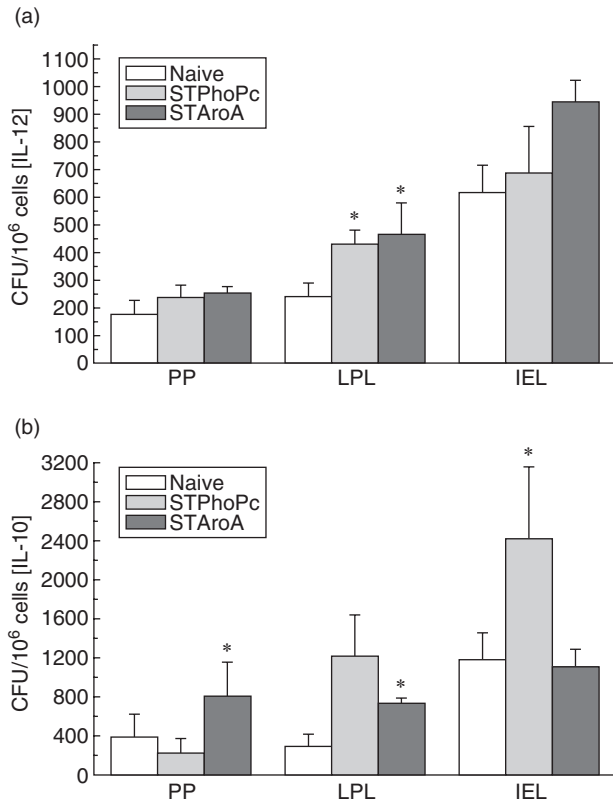 (a)
CFU/10⁶ cells [IL-12]
1100
1000
900
800
700
600
500
400
300
200
100
0
Naive
STPhoPc
STAroA
*
*
PP
LPL
IEL
(b)
CFU/10⁶ cells [IL-10]
3200
2800
2400
2000
1600
1200
800
400
0
Naive
STPhoPc
STAroA
*
*
*
PP
LPL
IEL